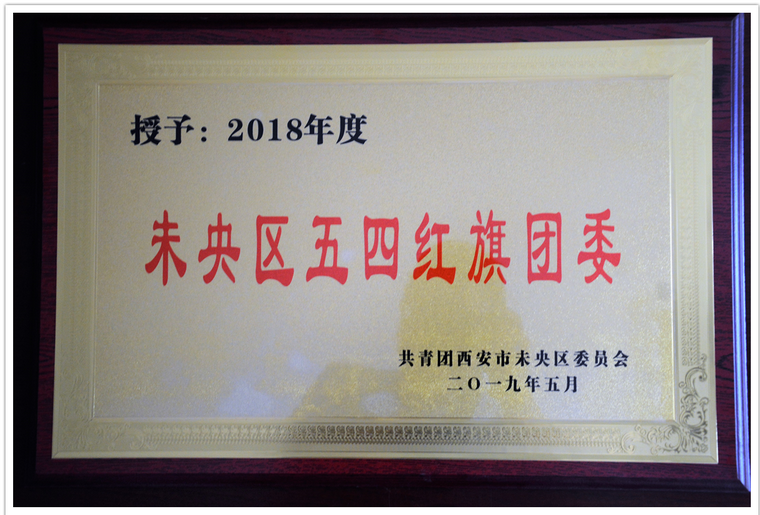 授予：2018年度
未央区五四红旗团委
共青团西安市未央区委员会
二〇一九年五月